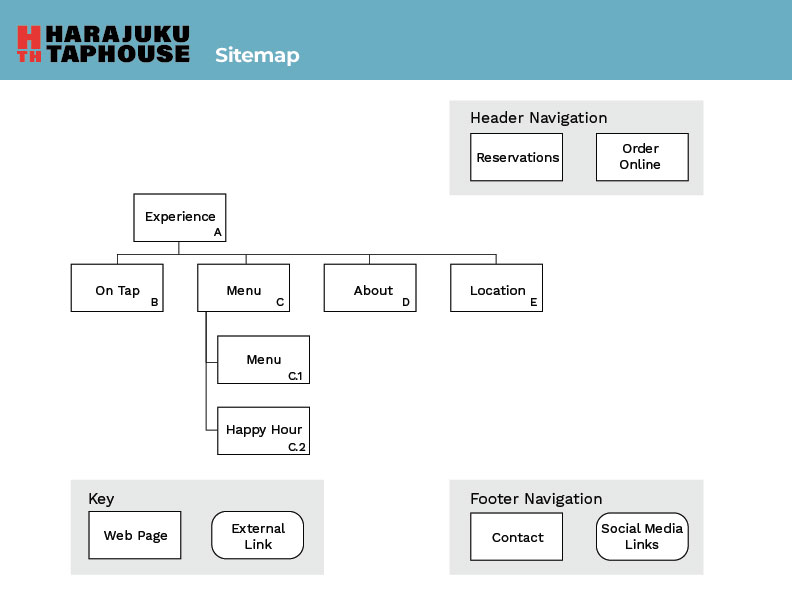 H HARAJUKU
TH TAPHOUSE
Sitemap
Header Navigation
Reservations
Order
Online
Experience
A
On Tap
B
Menu
C
About
D
Location
E
Menu
C.1
Happy Hour
C.2
Key
Web Page
External
Link
Footer Navigation
Contact
Social Media
Links